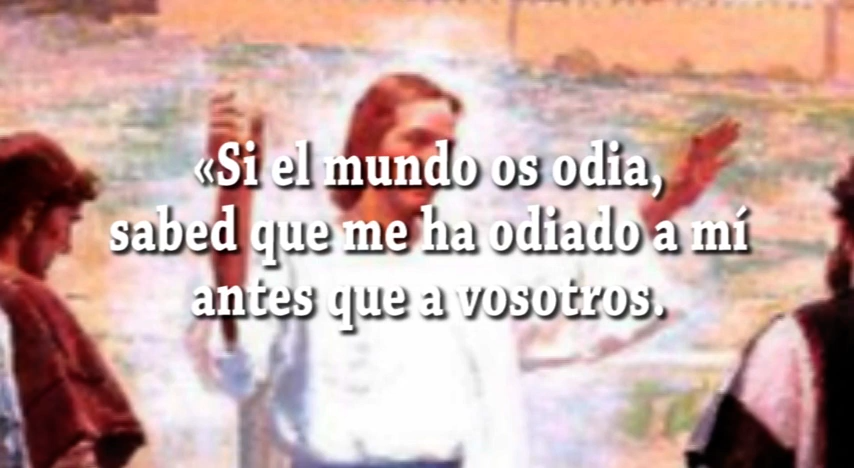 «Si el mundo os odia,
sabed que me ha odiado a mí
antes que a vosotros.